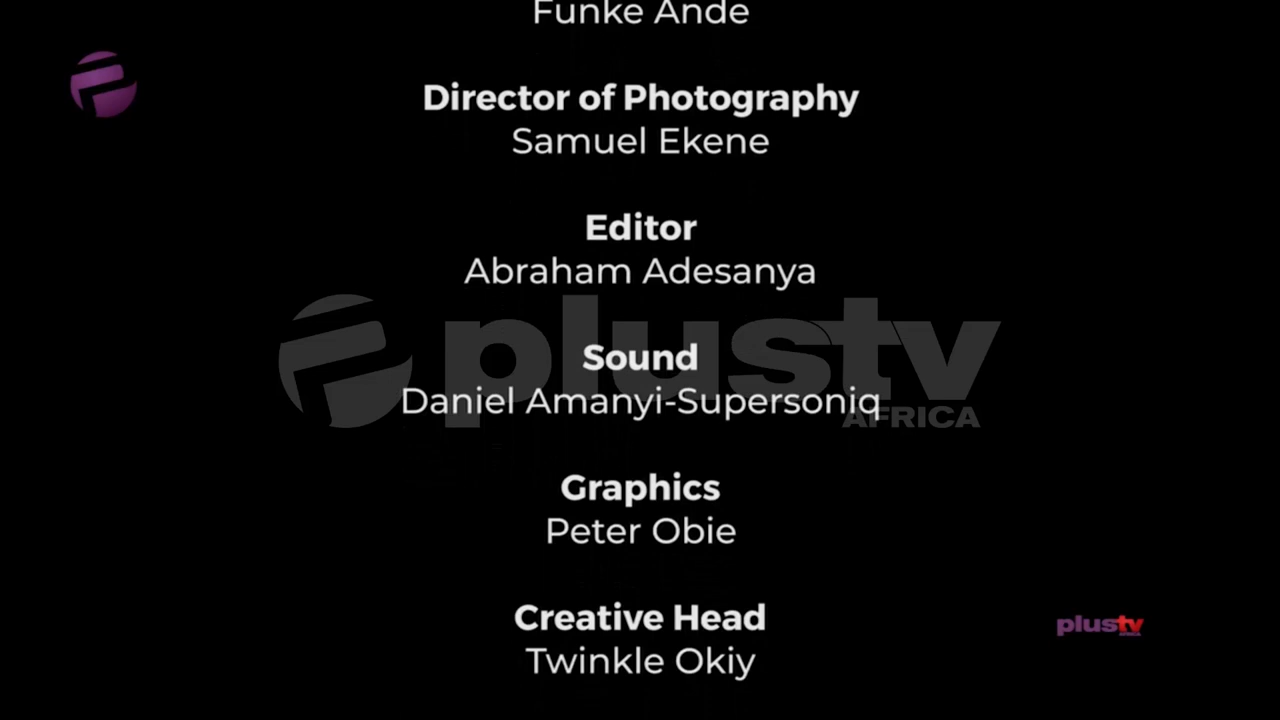 Funke Ande
Director of Photography
Samuel Ekene
Editor
Abraham Adesanya
plustv
AFRICA
Sound
Daniel Amanyi-Supersoniq
Graphics
Peter Obie
Creative Head
Twinkle Okiy
plustv
AFRICA